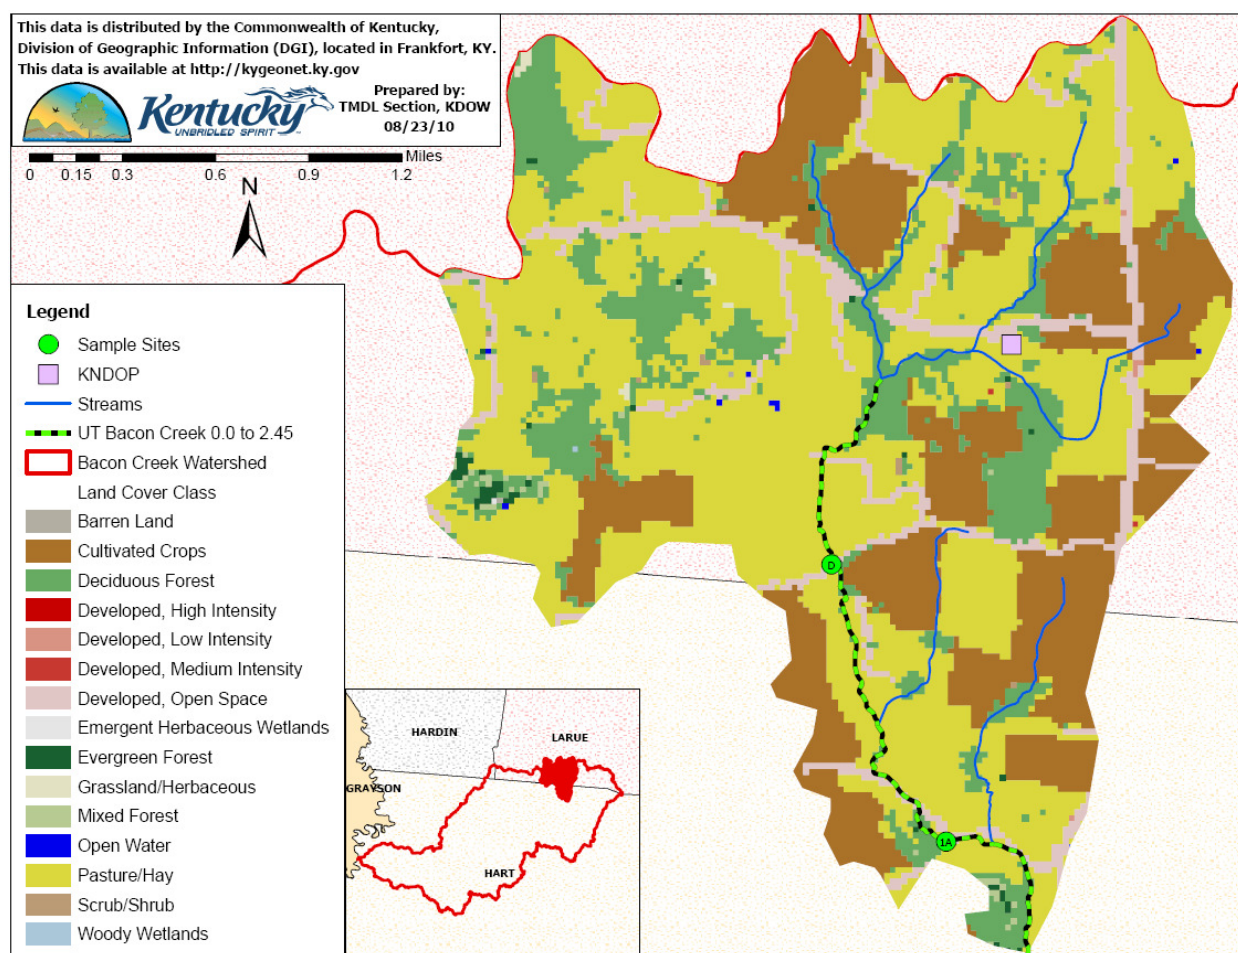 This data is distributed by the Commonwealth of Kentucky,
Division of Geographic Information (DGI), located in Frankfort, KY.
This data is available at http://kygeonet.ky.gov
Kentucky
UNBRIDLED SPIRIT
Prepared by:
TMDL Section, KDOW
08/23/10
Miles
0 0.15 0.3 0.6 0.9 1.2
N
Legend
Sample Sites
KNDOP
Streams
UT Bacon Creek 0.0 to 2.45
Bacon Creek Watershed
Land Cover Class
Barren Land
Cultivated Crops
Deciduous Forest
Developed, High Intensity
Developed, Low Intensity
Developed, Medium Intensity
Developed, Open Space
Emergent Herbaceous Wetlands
Evergreen Forest
Grassland/Herbaceous
Mixed Forest
Open Water
Pasture/Hay
Scrub/Shrub
Woody Wetlands
D
1A
HARDIN
LARUE
GRAYSON
HART